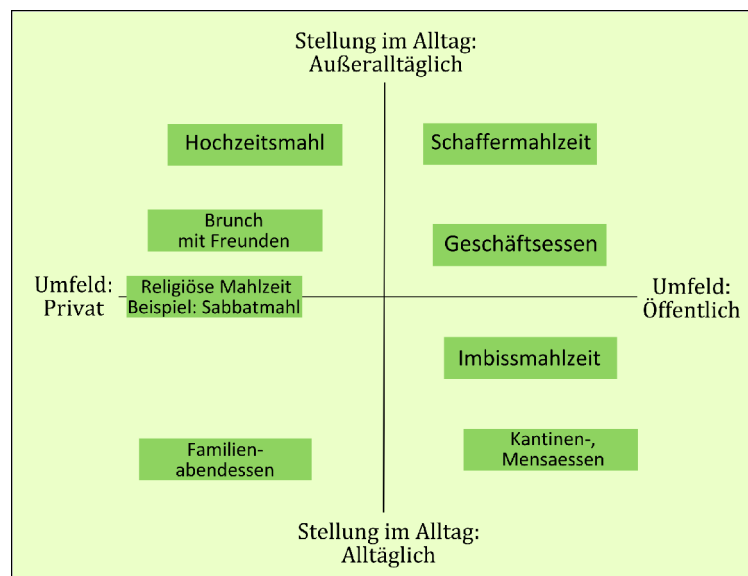 Stellung im Alltag:
Außeralltäglich
Hochzeitsmahl
Schaffermahlzeit
Brunch
mit Freunden
Geschäftsessen
Umfeld:
Privat
Religiöse Mahlzeit
Beispiel: Sabbatmahl
Umfeld:
Öffentlich
Imbissmahlzeit
Familien-
abendessen
Kantinen-,
Mensaessen
Stellung im Alltag:
Alltäglich